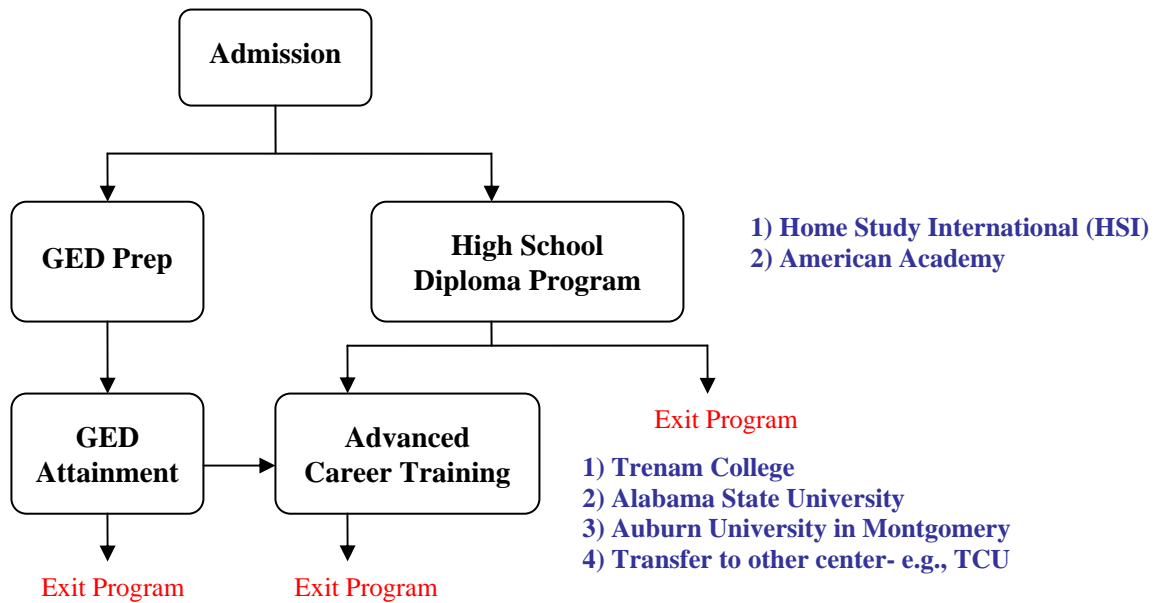 Admission
GED Prep
High School
Diploma Program
1) Home Study International (HSI)
2) American Academy
GED
Attainment
Advanced
Career Training
Exit Program
1) Trenam College
2) Alabama State University
3) Auburn University in Montgomery
4) Transfer to other center- e.g., TCU
Exit Program
Exit Program